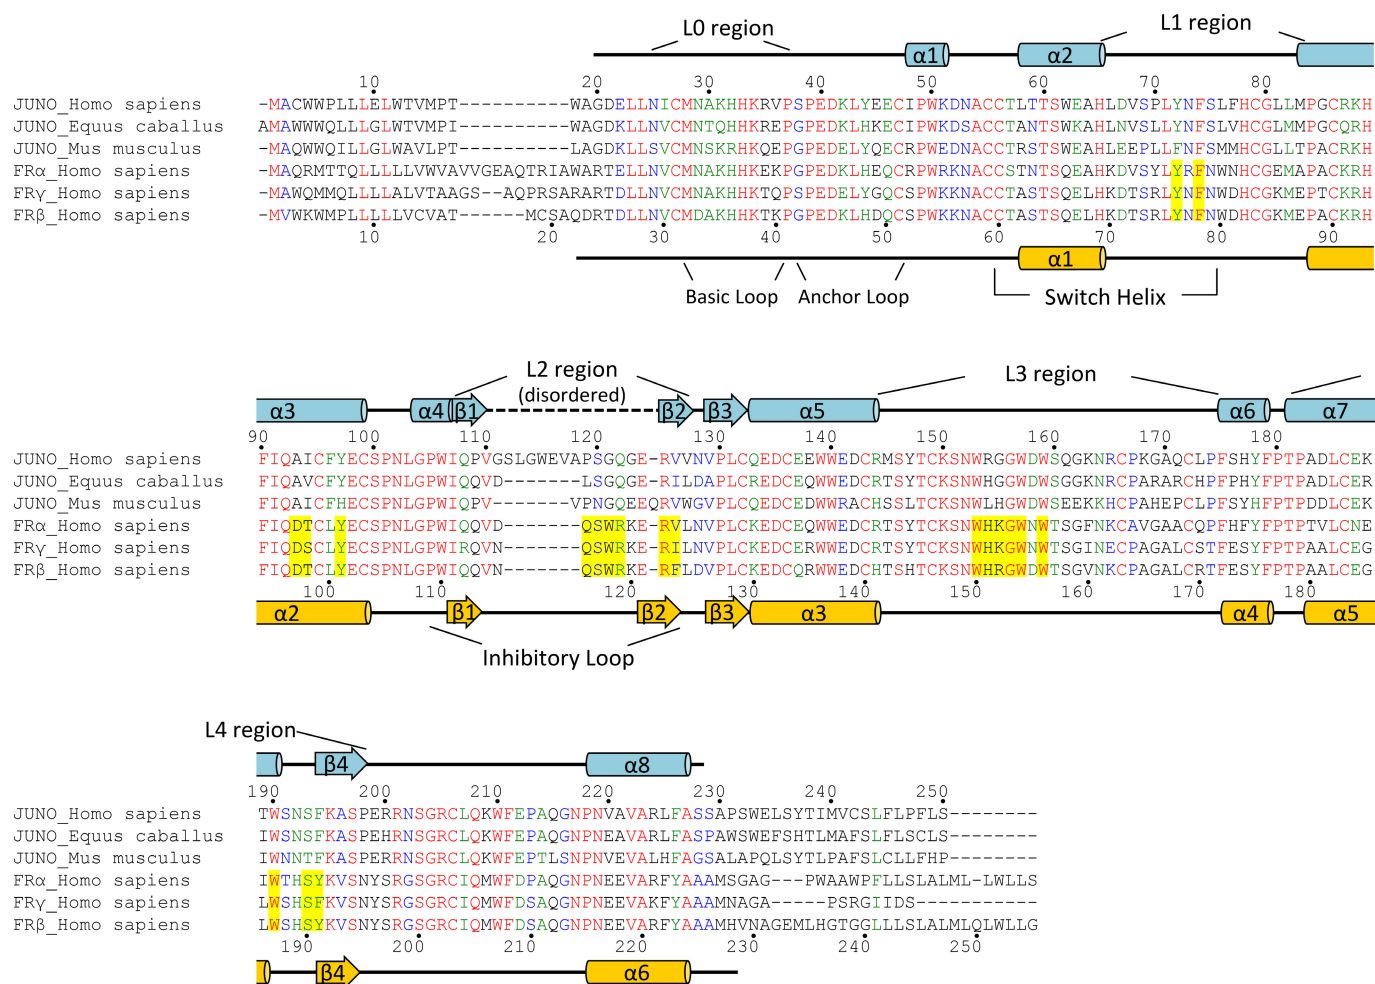 L0 region L1 region
α1 α2
10 20 30 40 50 60 70 80
JUNO_Homo sapiens -MACWWPLLLELWTVMPT----------WAGDELLNICMNAKHHKRVPSPEDKLYEECIPWKDNACCTLTTSWEAHLDVSPLYNFSLFHCGLLMPGCRKH
JUNO_Equus caballus AMAWWWQLLLGLWTVMPI----------WAGDKLLNVCMNTQHHKREPGPEDKLHKECIPWKDSACCTANTSWKAHLNVSLLYNFSLVHCGLMMPGCQRH
JUNO_Mus musculus -MAQWWQILLGLWAVLPT----------LAGDKLLSVCMNSKRHKQEPGPEDELYQECRPWEDNACCTRSTSWEAHLEEPLLFNFSMMHCGLLTPACRKH
FRα_Homo sapiens -MAQRMTTQLLLLLVWVAVVGEAQTRIAWARTELLNVCMNAKHHKEKPGPEDKLHEQCRPWRKNACCSTNTSQEAHKDVSYLYRFNWNHCGEMAPACKRH
FRγ_Homo sapiens -MAWQMMQLLLLALVTAAGS--AQPRSARARTDLLNVCMNAKHHKTQPSPEDELYGQCSPWKKNACCTASTSQELHKDTSRLYNFNWDHCGKMEPTCKRH
FRβ_Homo sapiens -MVWKWMPLLLLLVCVAT-----MCSAQDRTDLLNVCMDAKHHKTKPGPEDKLHDQCSPWKKNACCTASTSQELHKDTSRLYNFNWDHCGKMEPACKRH
10 20 30 40 50 60 70 80 90
α1
Basic Loop Anchor Loop Switch Helix
L2 region
(disordered)
L3 region
α3 α4 β1 β2 β3 α5 α6 α7
90 100 110 120 130 140 150 160 170 180
JUNO_Homo sapiens FIQAICFYECSPNLGPWIQPVGSLGWEVAPSGQGE-RVVNVPLCQEDCEEWWEDCRMSYTCKSNWRGGWDWSQGKNRCPKGAQCLPFSHYFPTPADLCEK
JUNO_Equus caballus FIQAVCFYECSPNLGPWIQQVD-------LSGQGE-RILDAPLCREDCEQWWEDCRTSYTCKSNWHGGWDWSGGKNRCPARARCHPFPHYFPTPADLCER
JUNO_Mus musculus FIQAICFHECSPNLGPWIQPV------VPNGQEEQRVWGVPLCQEDCEDWWRACHSSLTCKSNWLHGWDWSEEKKHCPAHEPCLPFSYHFPTPDDLCEK
FRα_Homo sapiens FIQDTCLYECSPNLGPWIQQVD-------QSWRKE-RVLNVPLCKEDCEQWWEDCRTSYTCKSNWHKGWNWTSGFNKCAVGAACQPFHFYFPTPTVLCNE
FRγ_Homo sapiens FIQDSCLYECSPNLGPWIRQVN-------QSWRKE-RILNVPLCKEDCERWWEDCRTSYTCKSNWHKGWNWTSGINECPAGALCSTFESYFPTPAALCEG
FRβ_Homo sapiens FIQDTCLYECSPNLGPWIQQVN-------QSWRKE-RFLDVPLCKEDCQRWWEDCHTSHTCKSNWHRGWDWTSGVNKCPAGALCRTFESYFPTPAALCEG
100 110 120 130 140 150 160 170 180
α2 β1 β2 β3 α3 α4 α5
Inhibitory Loop
L4 region
β4 α8
190 200 210 220 230 240 250
JUNO_Homo sapiens TWSNSFKASPERRNSGRCLQKWFEPAQGNPNVAVARLFASSAPSWELSYTIMVCSLFLPFLS--------
JUNO_Equus caballus IWSNSFKASPEHRNSGRCLQKWFEPAQGNPNEAVARLFASPAWSWEFSHTLMAFSLFLSCLS--------
JUNO_Mus musculus IWNNTFKASPERRNSGRCLQKWFEPTLSNPNVEVALHFAGSALAPQLSYTLPAFSLCLLFHP--------
FRα_Homo sapiens IWTHSYKVSNYSRGSGRCIQMWFDPAQGNPNEEVARFYAAAMSGAG---PWAAWPFLLSLALML-LWLLS
FRγ_Homo sapiens LWSHSFKVSNYSRGSGRCIQMWFDSAQGNPNEEVAKFYAAAMNAGA-----PSRGIIDS-----------
FRβ_Homo sapiens LWSHSYKVSNYSRGSGRCIQMWFDSAQGNPNEEVARFYAAAMHVNAGEMLHGTGGLLLSLALMLQLWLLG
190 200 210 220 230 240 250
β4 α6